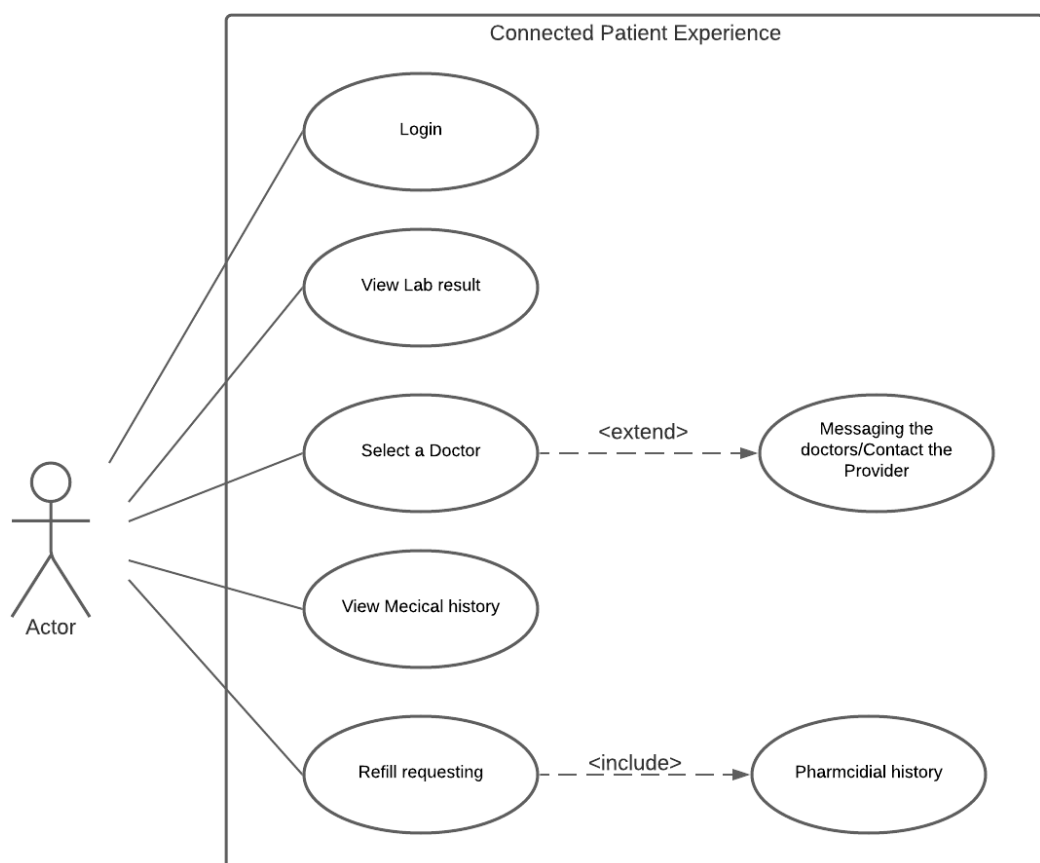 Connected Patient Experience
Login
View Lab result
Select a Doctor
<extend>
Messaging the
doctors/Contact the
Provider
Actor
View Mecical history
Refill requesting
<include>
Pharmcidial history